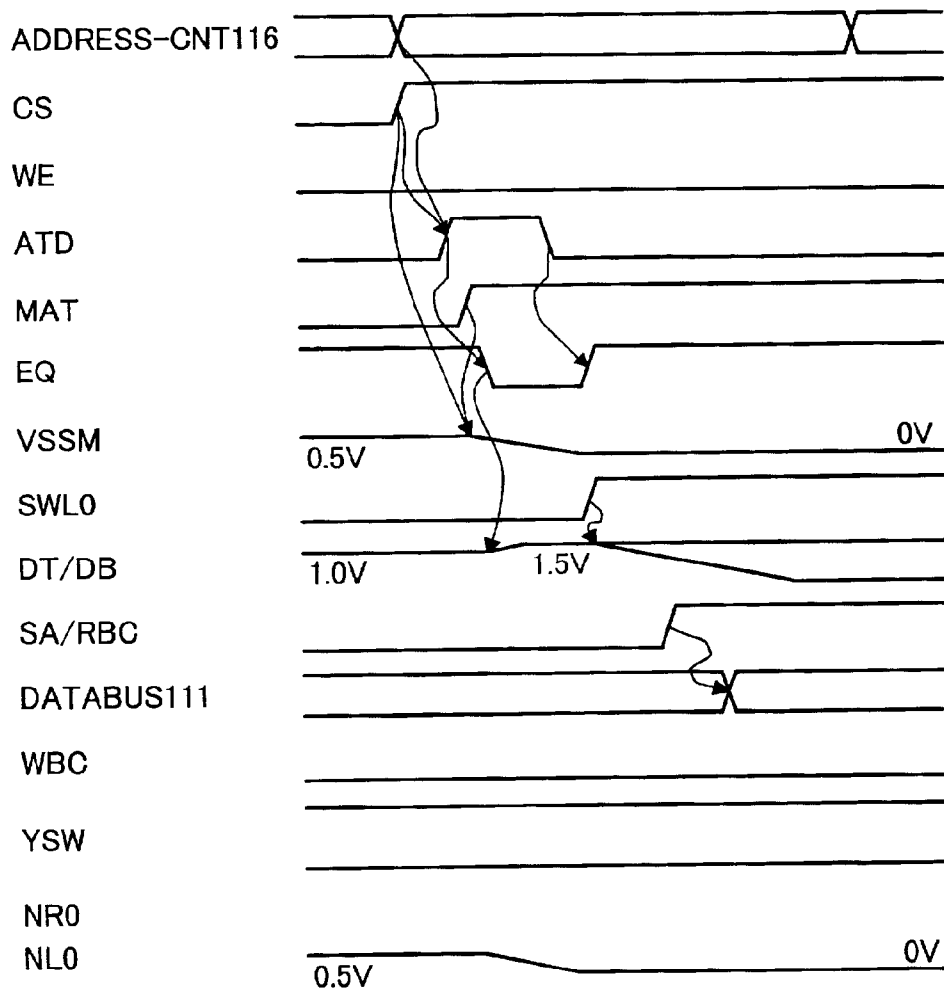 ADDRESS-CNT116
CS
WE
ATD
MAT
EQ
VSSM
0.5V
0V
SWL0
DT/DB
1.0V
1.5V
SA/RBC
DATABUS111
WBC
YSW
NR0
NL0
0.5V
0V